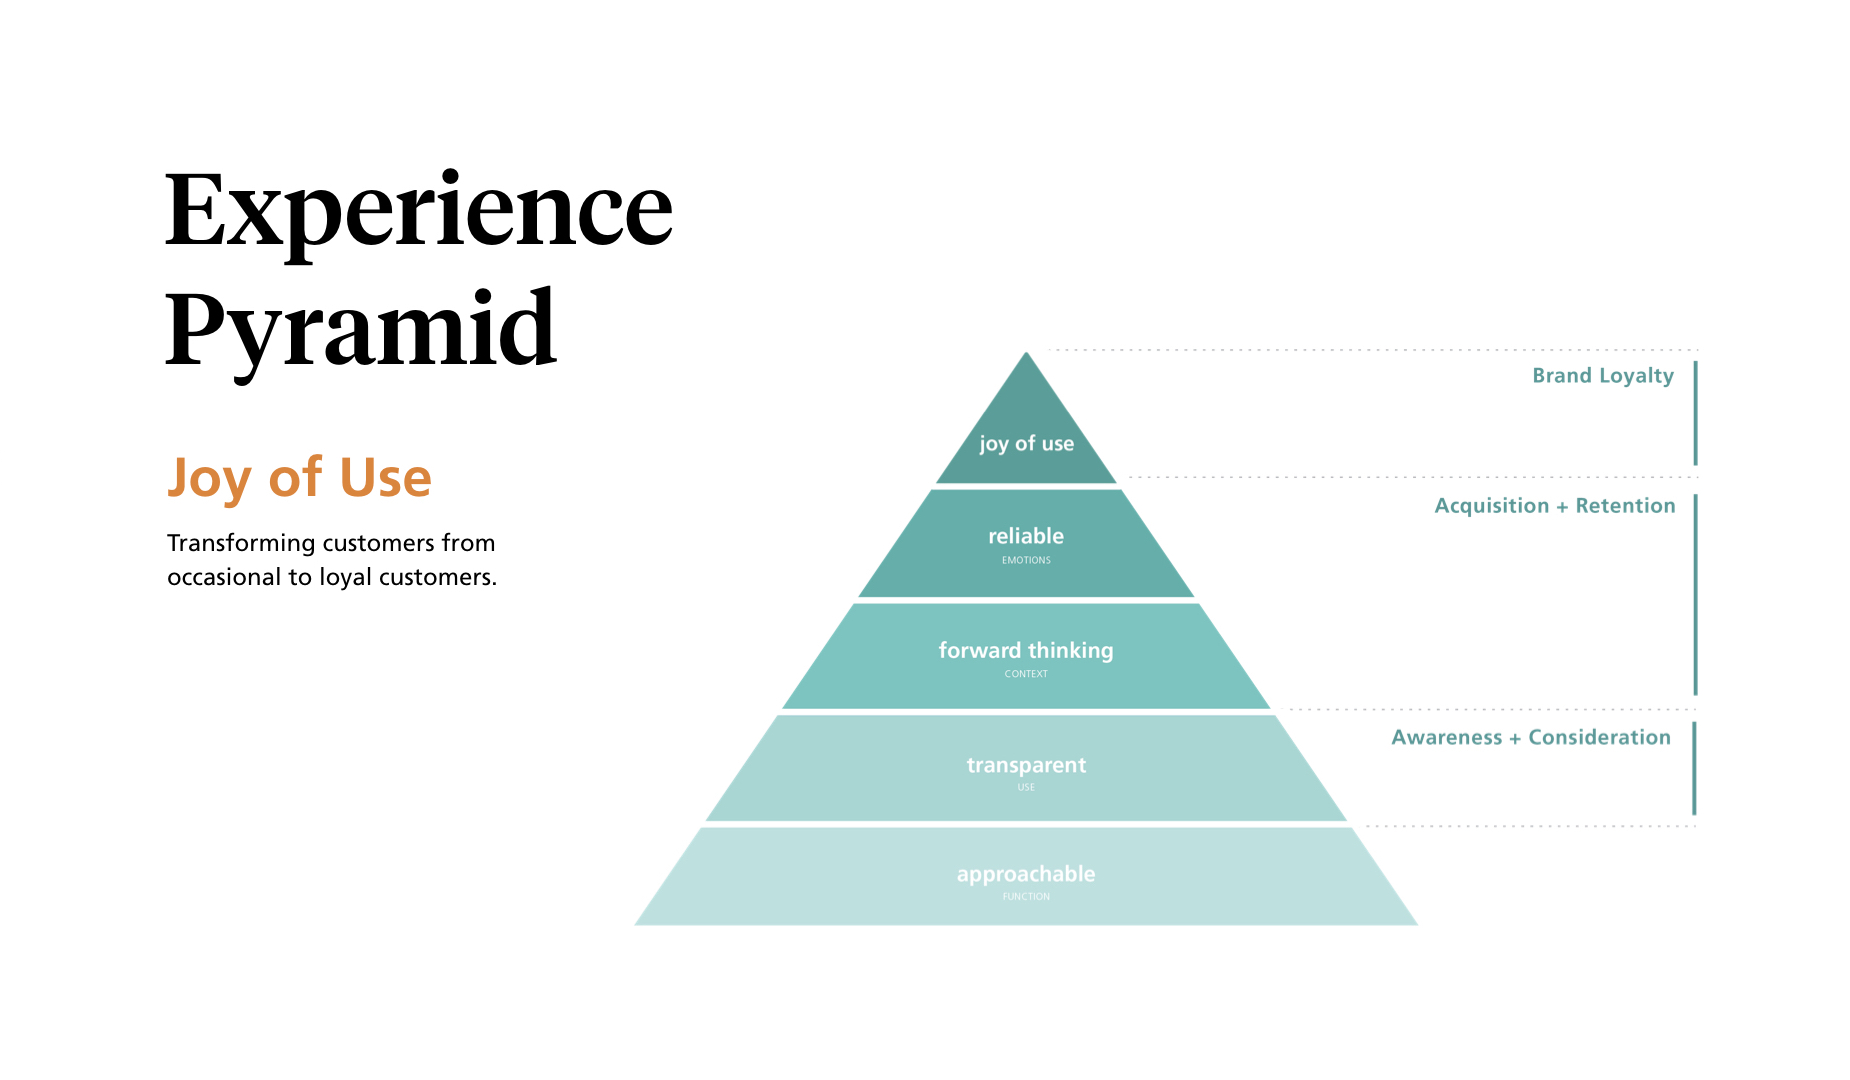 Experience
Pyramid
Joy of Use
Transforming customers from
occasional to loyal customers.
joy of use
reliable
EMOTIONS
forward thinking
CONTEXT
transparent
USE
approachable
FUNCTION
Brand Loyalty
Acquisition + Retention
Awareness + Consideration